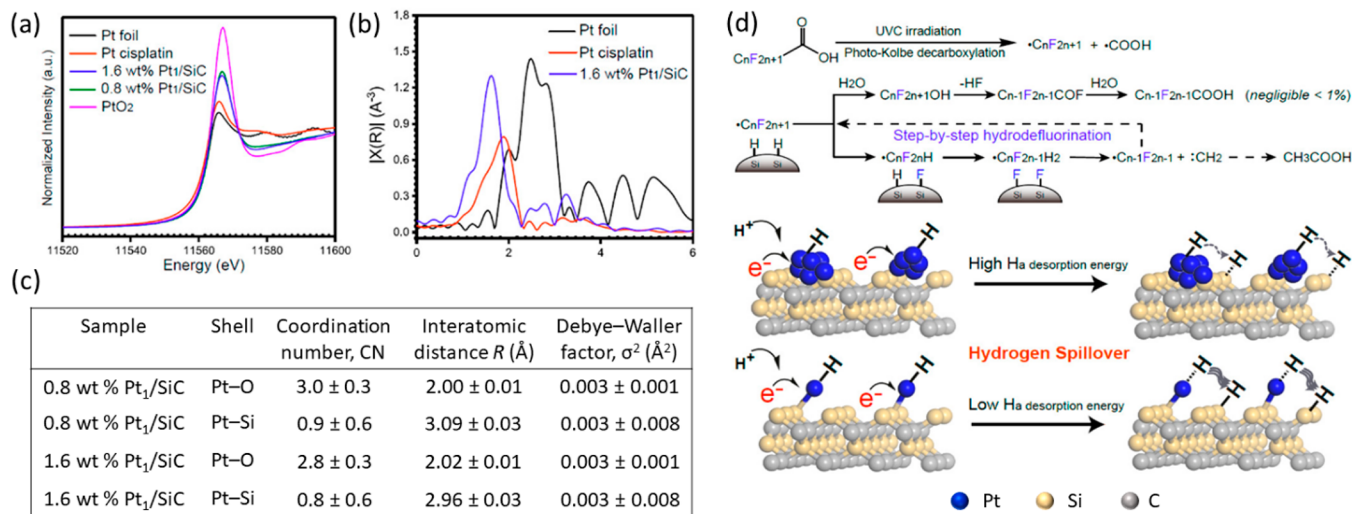 (a)
Pt foil
Pt cisplatin
1.6 wt% Pt1/SiC
0.8 wt% Pt1/SiC
PtO2
Normalized Intensity (a.u.)
11520 11540 11560 11580 11600
Energy (eV)
(b)
1,8
1.5
1.2
0.9
0.6
0.3
0,0
|X(R)| (A-3)
Pt foil
Pt cisplatin
1.6 wt% Pt1/SiC
0 2 4 6
(c)
Sample Shell Coordination number, CN Interatomic distance R (Å) Debye–Waller factor, σ2 (Å2)
0.8 wt % Pt1/SiC Pt–O 3.0 ± 0.3 2.00 ± 0.01 0.003 ± 0.001
0.8 wt % Pt1/SiC Pt–Si 0.9 ± 0.6 3.09 ± 0.03 0.003 ± 0.008
1.6 wt % Pt1/SiC Pt–O 2.8 ± 0.3 2.02 ± 0.01 0.003 ± 0.001
1.6 wt % Pt1/SiC Pt–Si 0.8 ± 0.6 2.96 ± 0.03 0.003 ± 0.008
(d)
O
CnF2n+1 OH
UVC irradiation
Photo-Kolbe decarboxylation
•CnF2n+1 + •COOH
H2O -HF H2O
CnF2n+1OH Cn-1F2n-1COF Cn-1F2n-1COOH (negligible < 1%)
•CnF2n+1
Step-by-step hydrodefluorination
H H
Si Si
•CnF2nH •CnF2n-1H2 •Cn-1F2n-1 + :CH2 CH3COOH
H F F F
Si Si Si Si
H+ H H H H H H
e- e-
High Ha desorption energy
Hydrogen Spillover
H+ H H H H H H
e- e-
Low Ha desorption energy
Pt Si C